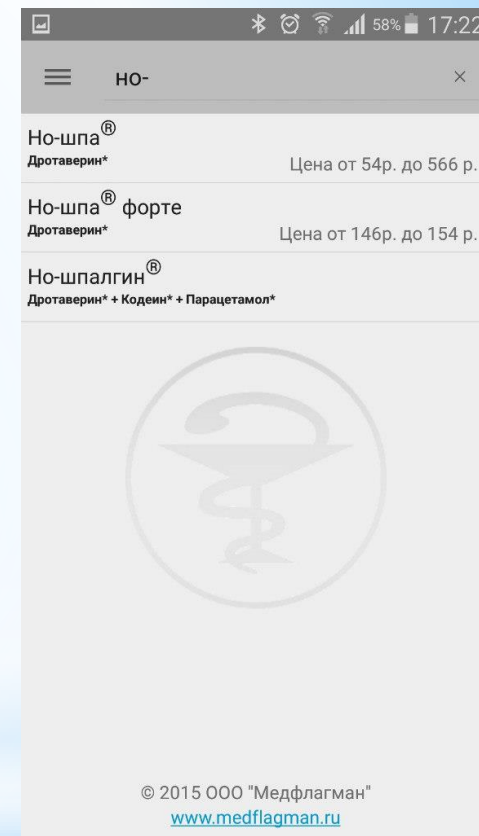 58% 17:22
но-
Но-шпа®
Дротаверин*
Цена от 54р. до 566 р.
Но-шпа® форте
Дротаверин*
Цена от 146р. до 154 р.
Но-шпалгин®
Дротаверин* + Кодеин* + Парацетамол*
© 2015 ООО "Медфлагман"
www.medflagman.ru